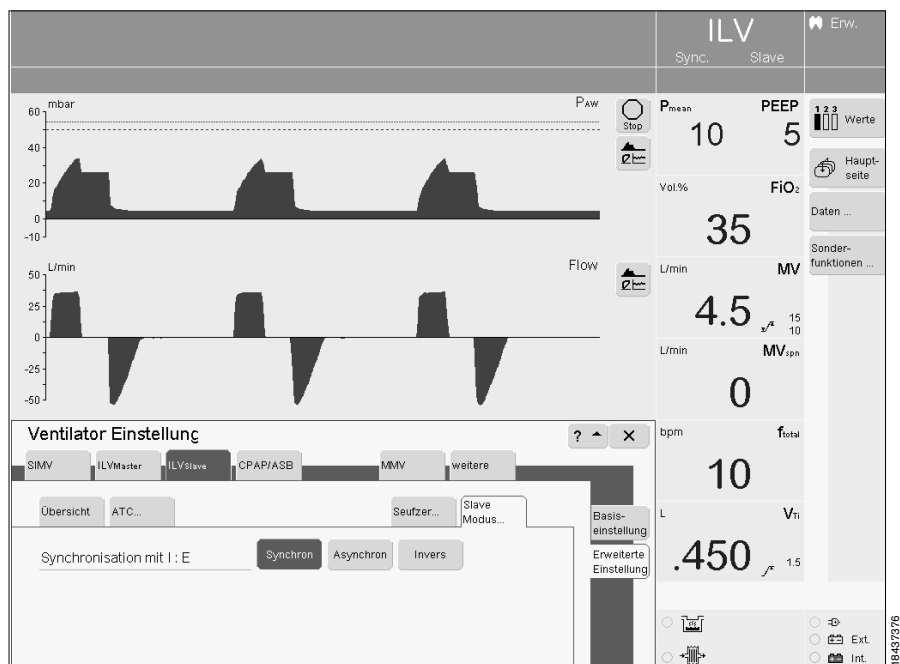 ILV
Sync. Slave
Erw.
mbar
PAW
60
40
20
0
-10
Stop
Pmean PEEP
10 5
1 2 3
Werte
Haupt-
seite
Daten ...
Sonder-
funktionen ...
Vol.% FiO2
35
L/min
Flow
50
25
0
-25
-50
L/min MV
4.5
15
10
L/min MVspn
0
Ventilator Einstellung
? ✕
SIMV ILVMaster ILVSlave CPAP/ASB MMV weitere
Übersicht ATC... Seufzer... Slave
Modus...
Synchronisation mit I : E Synchron Asynchron Invers
Basis-
einstellung
Erweiterte
Einstellung
bpm ftotal
10
L VTi
.450
1.5
Ext.
Int.
18437376